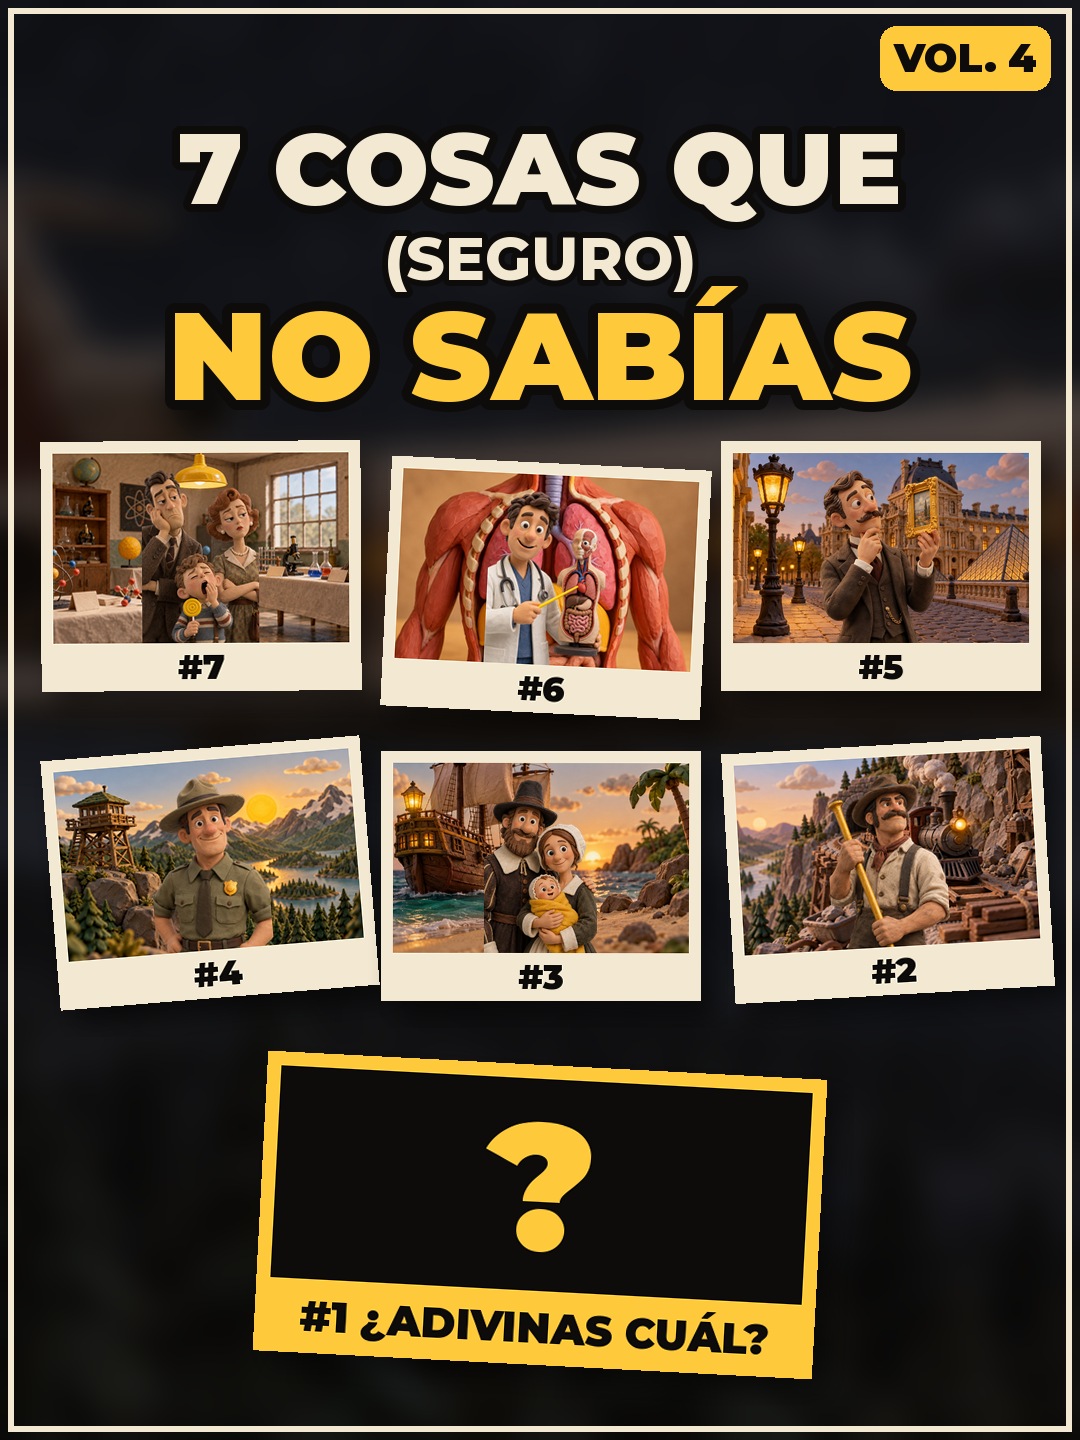 VOL. 4
7 COSAS QUE
(SEGURO)
NO SABÍAS
#7
#6
#5
#4
#3
#2
#1 ¿ADIVINAS CUÁL?
?